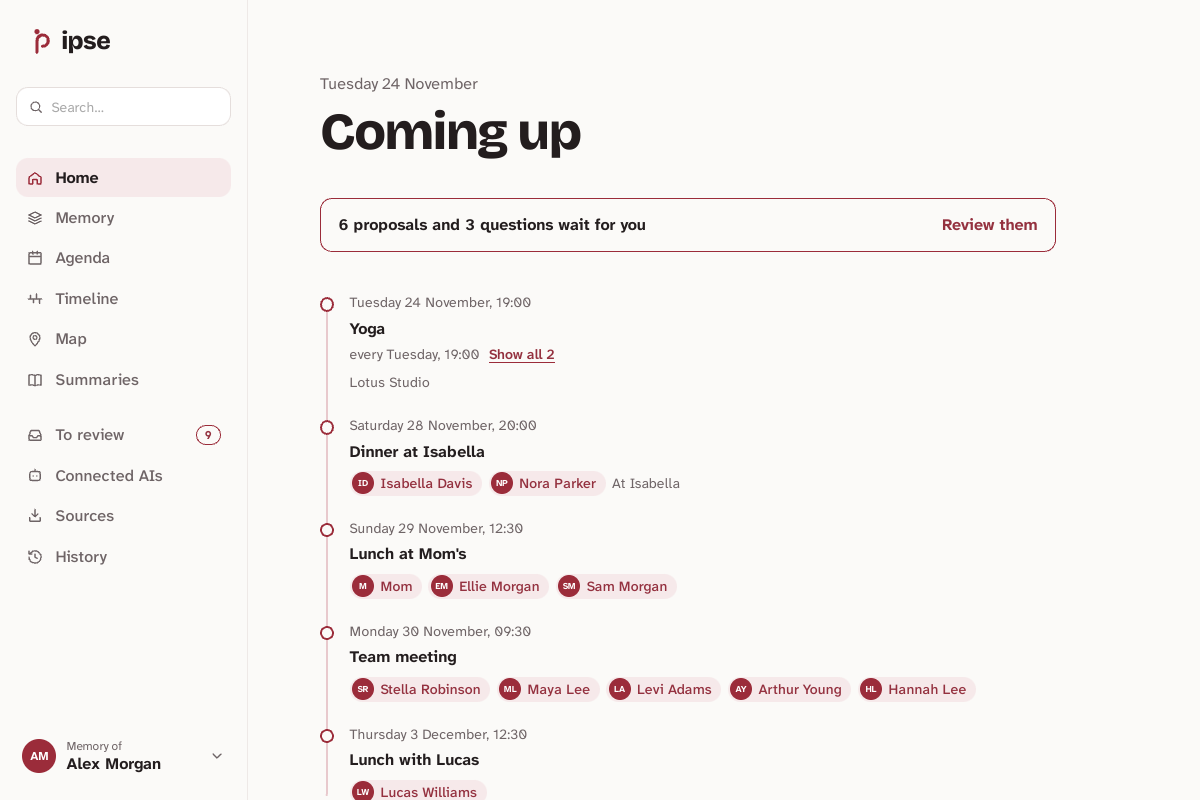 ipse
Search...
Home
Memory
Agenda
Timeline
Map
Summaries
To review 9
Connected AIs
Sources
History
AM
Memory of
Alex Morgan
Tuesday 24 November
Coming up
6 proposals and 3 questions wait for you Review them
Tuesday 24 November, 19:00
Yoga
every Tuesday, 19:00 Show all 2
Lotus Studio
Saturday 28 November, 20:00
Dinner at Isabella
ID Isabella Davis NP Nora Parker At Isabella
Sunday 29 November, 12:30
Lunch at Mom's
M Mom EM Ellie Morgan SM Sam Morgan
Monday 30 November, 09:30
Team meeting
SR Stella Robinson ML Maya Lee LA Levi Adams AY Arthur Young HL Hannah Lee
Thursday 3 December, 12:30
Lunch with Lucas
LW Lucas Williams